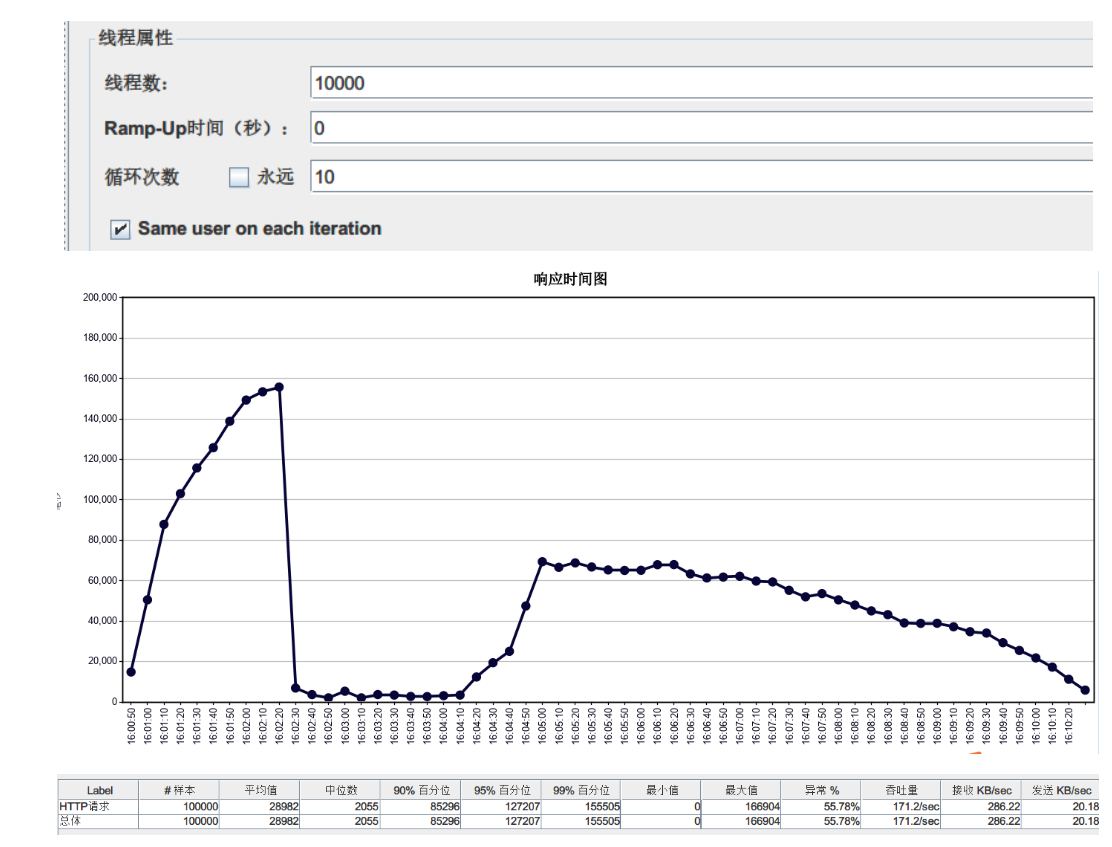 线程属性
线程数: 10000
Ramp-Up时间（秒）: 0
循环次数 永远 10
Same user on each iteration
响应时间图
200,000
180,000
160,000
140,000
120,000
100,000
80,000
60,000
40,000
20,000
0
16:00:50 16:01:00 16:01:10 16:01:20 16:01:30 16:01:40 16:01:50 16:02:00 16:02:10 16:02:20 16:02:30 16:02:40 16:02:50 16:03:00 16:03:10 16:03:20 16:03:30 16:03:40 16:03:50 16:04:00 16:04:10 16:04:20 16:04:30 16:04:40 16:04:50 16:05:00 16:05:10 16:05:20 16:05:30 16:05:40 16:05:50 16:06:00 16:06:10 16:06:20 16:06:30 16:06:40 16:06:50 16:07:00 16:07:10 16:07:20 16:07:30 16:07:40 16:07:50 16:08:00 16:08:10 16:08:20 16:08:30 16:08:40 16:08:50 16:09:00 16:09:10 16:09:20 16:09:30 16:09:40 16:09:50 16:10:00 16:10:10 16:10:20
Label # 样本 平均值 中位数 90% 百分位 95% 百分位 99% 百分位 最小值 最大值 异常 % 吞吐量 接收 KB/sec 发送 KB/sec
HTTP请求 100000 28982 2055 85296 127207 155505 0 166904 55.78% 171.2/sec 286.22 20.18
总体 100000 28982 2055 85296 127207 155505 0 166904 55.78% 171.2/sec 286.22 20.18